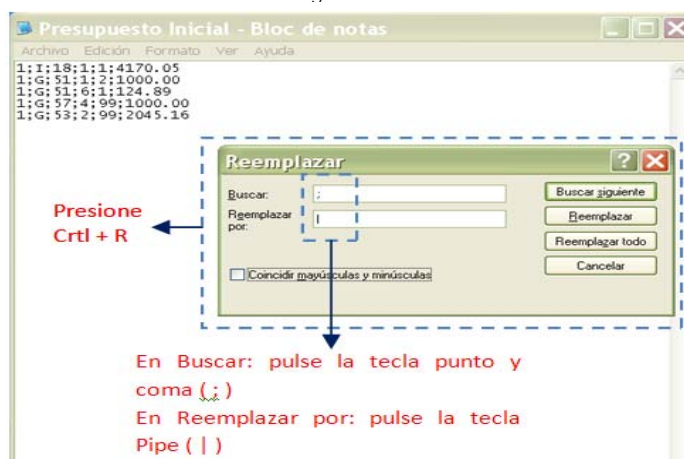 Presupuesto Inicial - Bloc de notas
Archivo Edición Formato Ver Ayuda
1;I;18;1;1;4170.05
1;G;51;1;2;1000.00
1;G;51;6;1;124.89
1;G;57;4;99;1000.00
1;G;53;2;99;2045.16
Reemplazar
Buscar: ;
Buscar siguiente
Reemplazar por: |
Reemplazar
Reemplazar todo
Cancelar
Coincidir mayúsculas y minúsculas
Presione
Crtl + R
En Buscar: pulse la tecla punto y
coma ( ; )
En Reemplazar por: pulse la tecla
Pipe ( | )